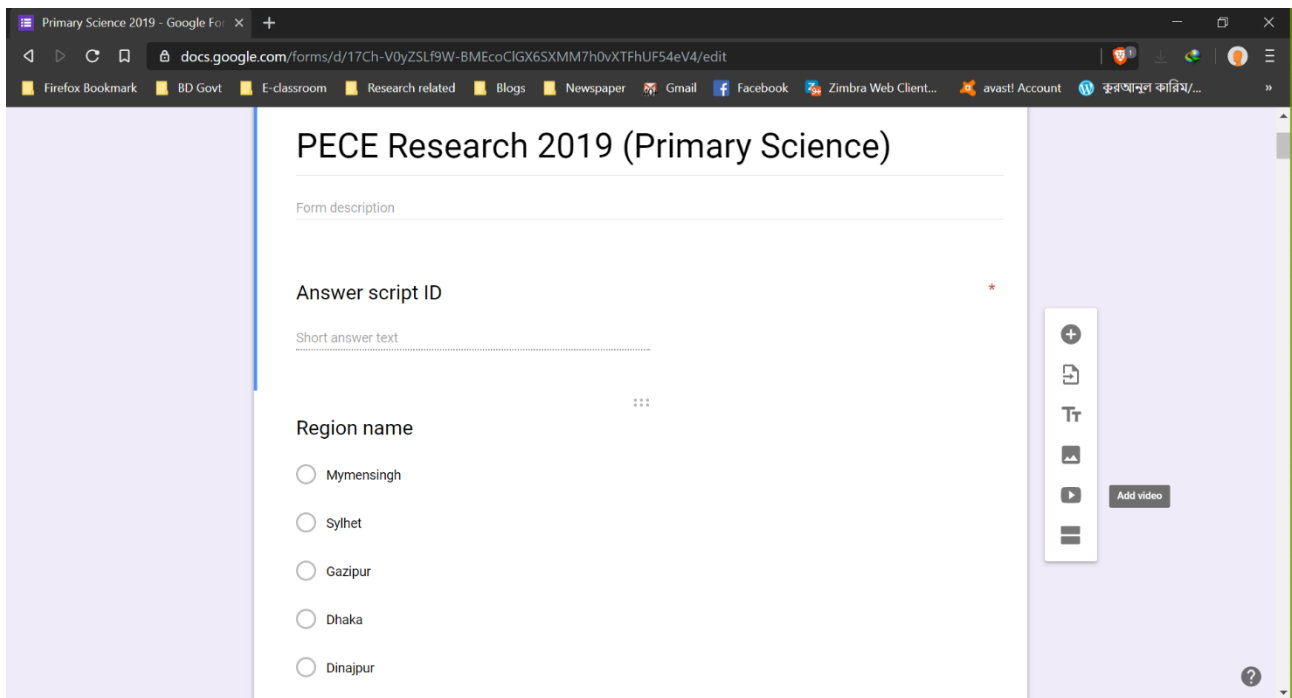 Primary Science 2019 - Google For
docs.google.com/forms/d/17Ch-V0yZSLf9W-BMEcoClGX6SXMM7h0vXTFhUF54eV4/edit
1
Firefox Bookmark BD Govt E-classroom Research related Blogs Newspaper Gmail Facebook Zimbra Web Client... avast! Account কুরআনুল কারিম/... »
PECE Research 2019 (Primary Science)
Form description
Answer script ID *
Short answer text
Region name
Mymensingh
Add video
Sylhet
Gazipur
Dhaka
Dinajpur